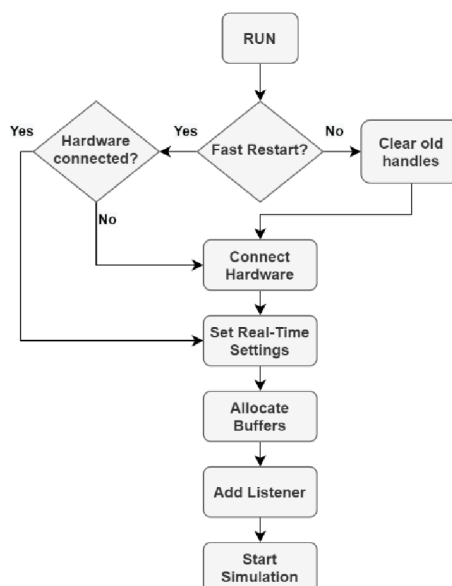 RUN
Yes
Hardware
connected?
Yes
Fast Restart?
No
Clear old
handles
No
Connect
Hardware
Set Real-Time
Settings
Allocate
Buffers
Add Listener
Start
Simulation